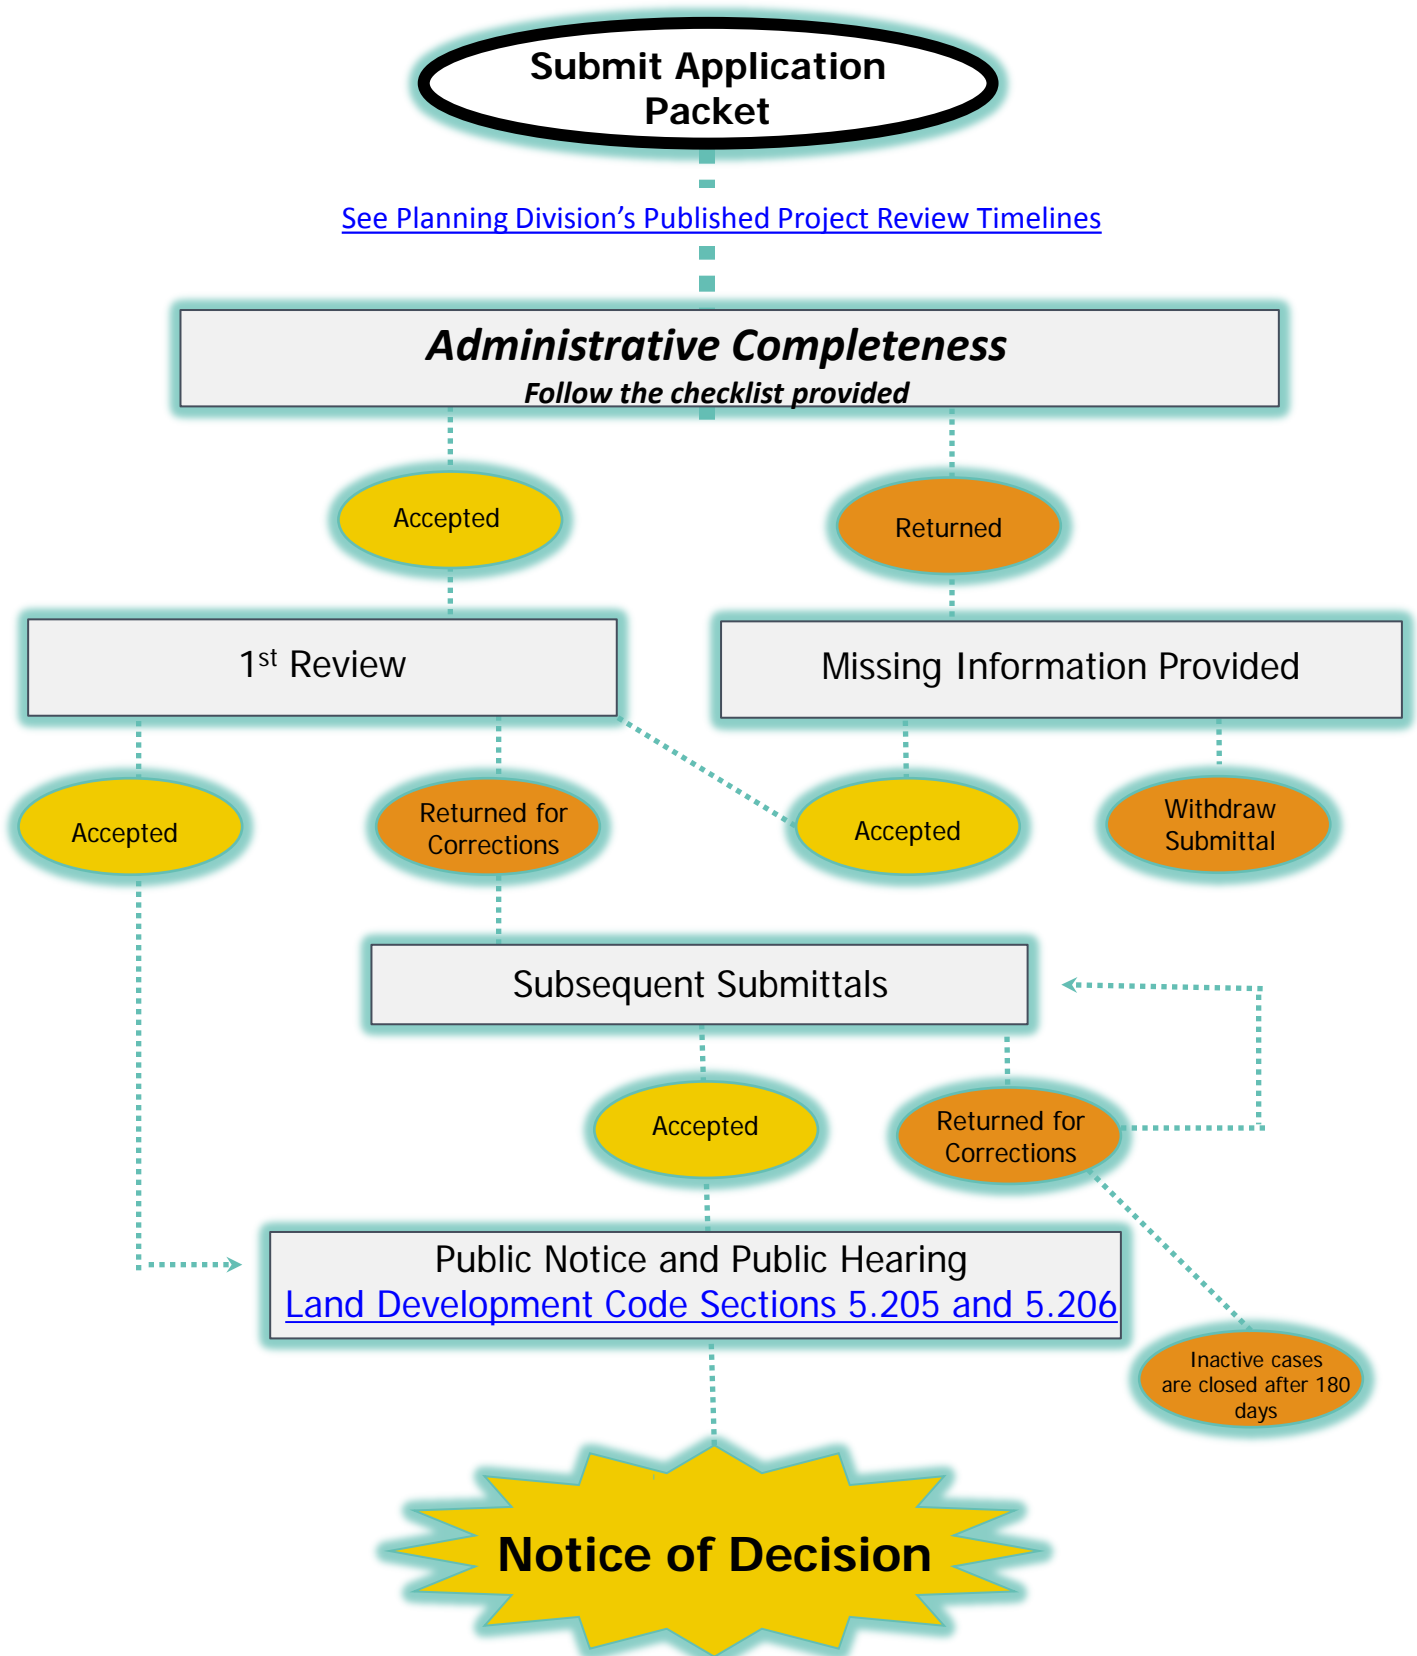 Submit Application
Packet
See Planning Division’s Published Project Review Timelines
Administrative Completeness
Follow the checklist provided
Accepted
Returned
1st Review
Missing Information Provided
Accepted
Returned for
Corrections
Accepted
Withdraw
Submittal
Subsequent Submittals
Accepted
Returned for
Corrections
Public Notice and Public Hearing
Land Development Code Sections 5.205 and 5.206
Inactive cases
are closed after 180
days
Notice of Decision